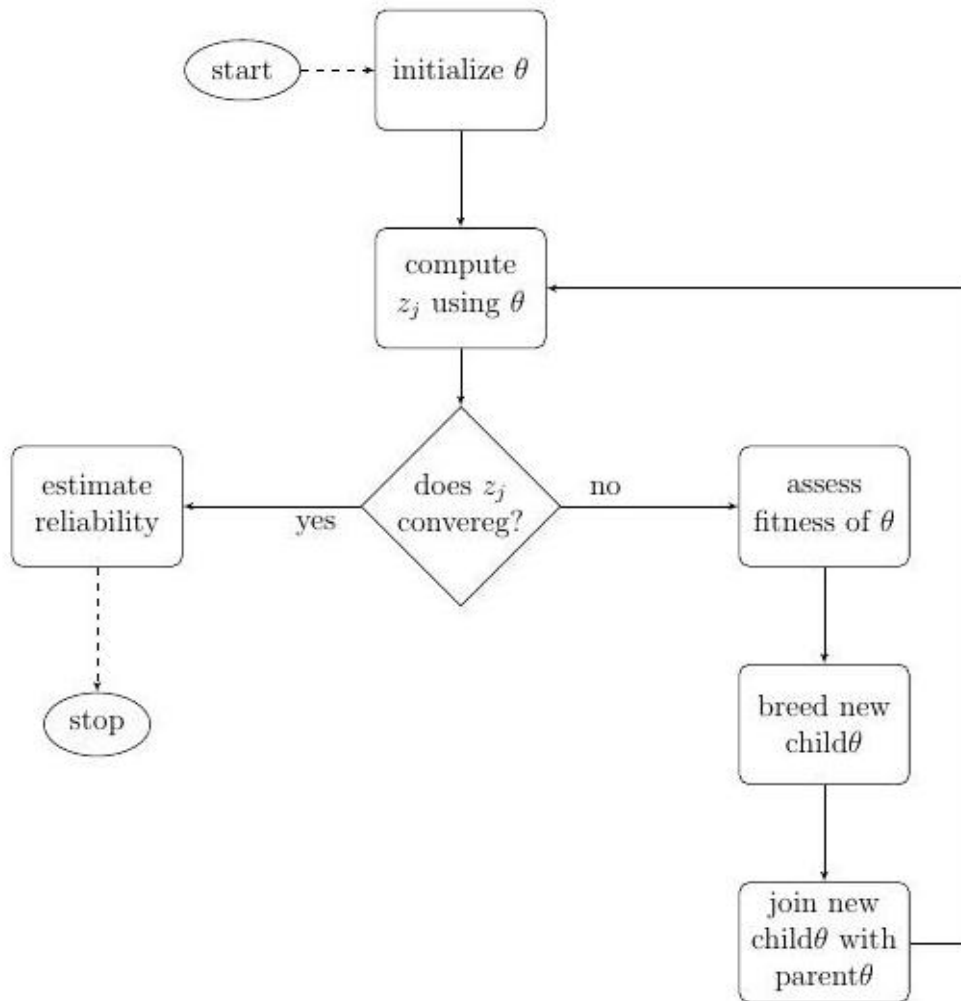 start
initialize θ
compute
z_j using θ
does z_j
convereg?
yes
no
estimate
reliability
stop
assess
fitness of θ
breed new
childθ
join new
childθ with
parentθ